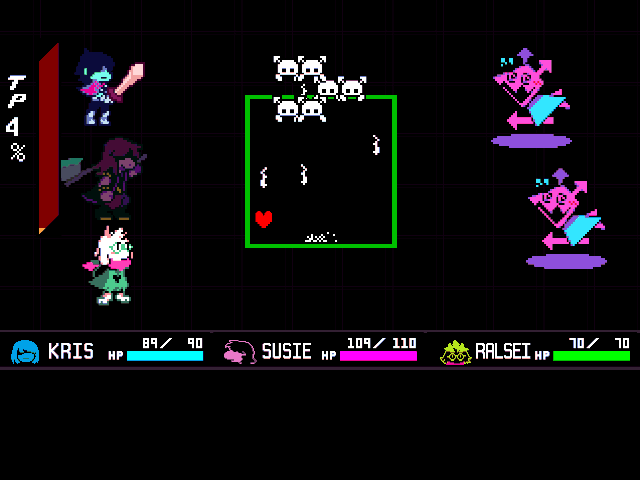 TP
4
%
KRIS HP 89/ 90
SUSIE HP 109/ 110
RALSEI HP 70/ 70